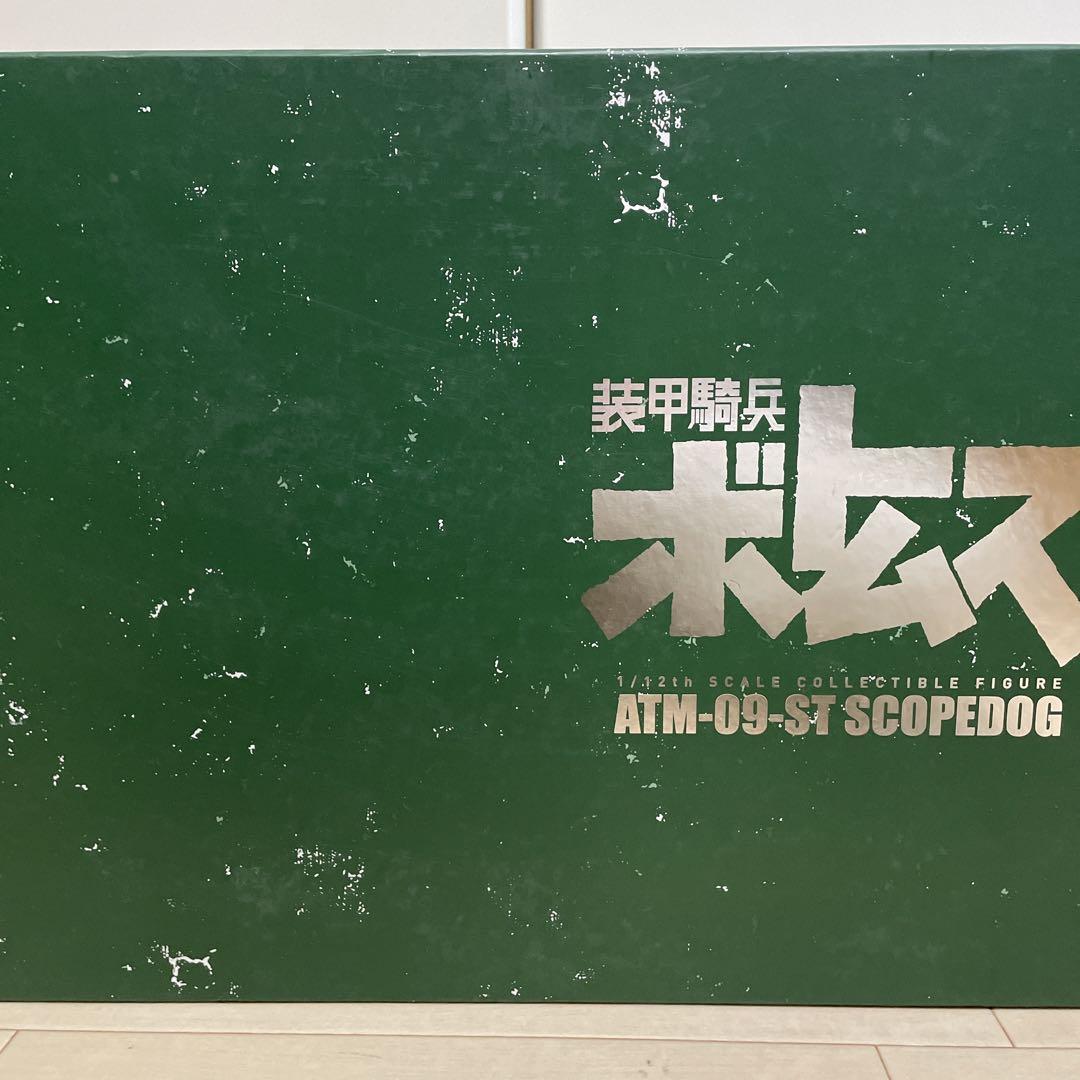 装甲騎兵
ボトムズ
1/12th SCALE COLLECTIBLE FIGURE
ATM-09-ST SCOPEDOG